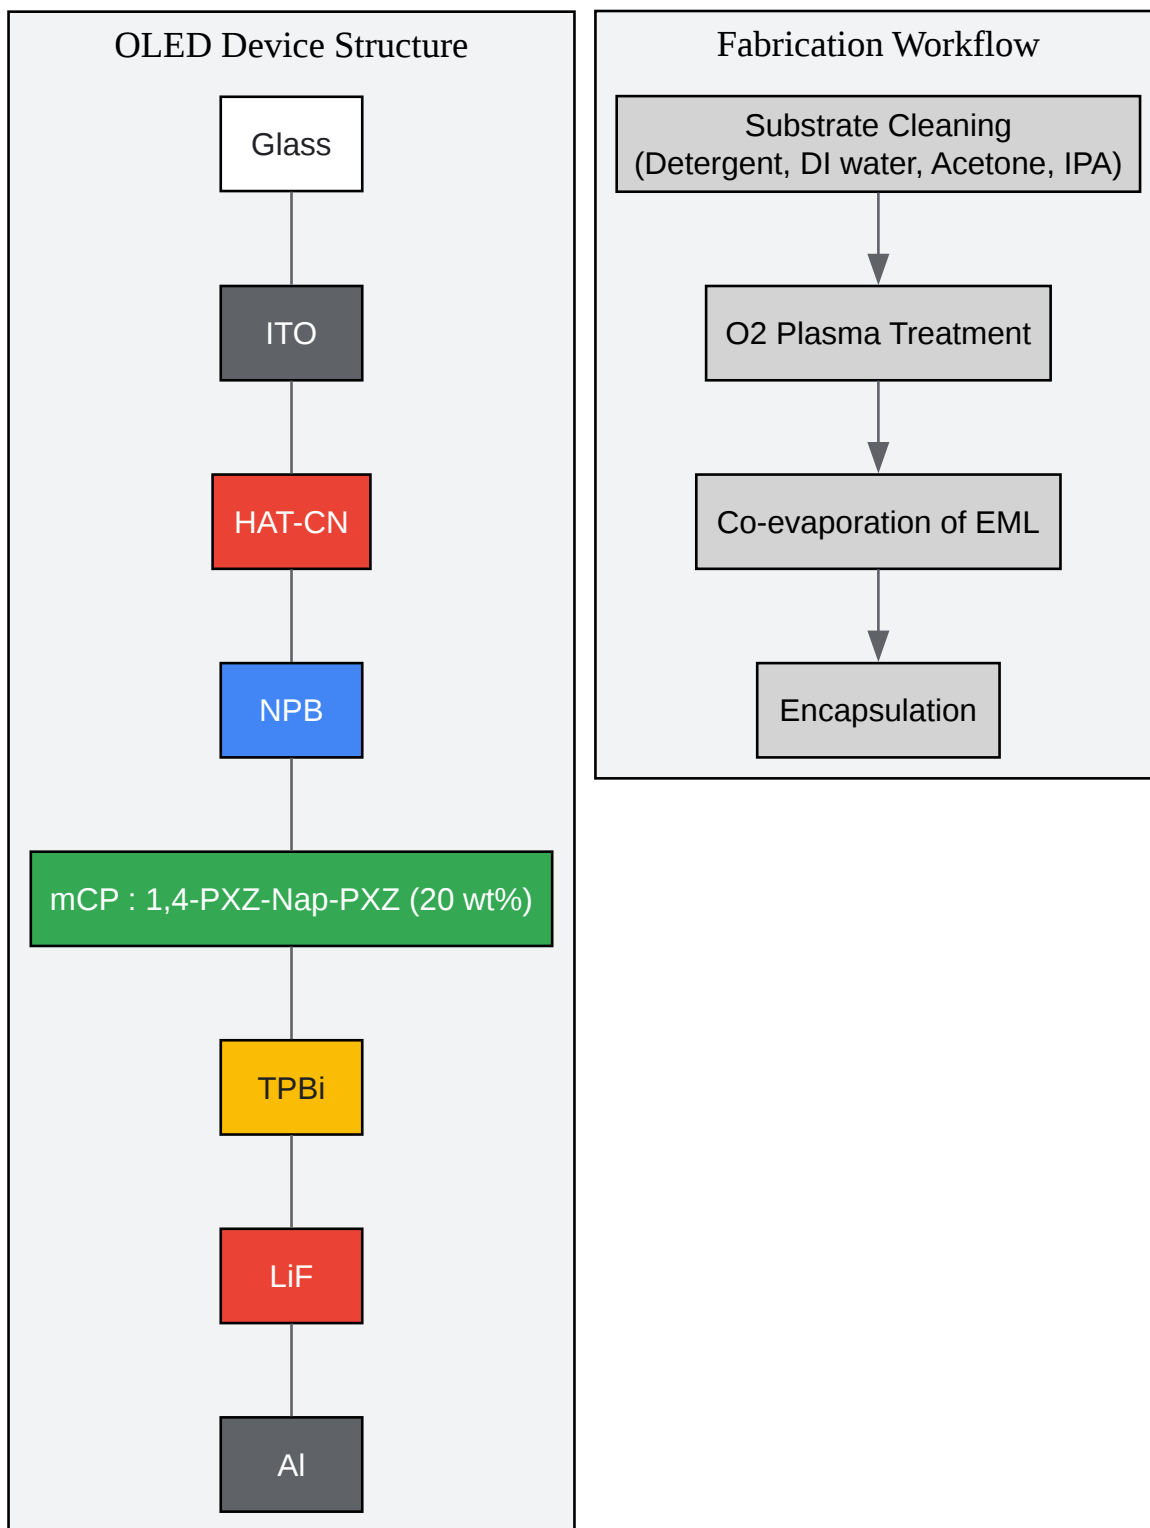 OLED Device Structure
Glass
ITO
HAT-CN
NPB
mCP : 1,4-PXZ-Nap-PXZ (20 wt%)
TPBi
LiF
Al
Fabrication Workflow
Substrate Cleaning
(Detergent, DI water, Acetone, IPA)
O2 Plasma Treatment
Co-evaporation of EML
Encapsulation